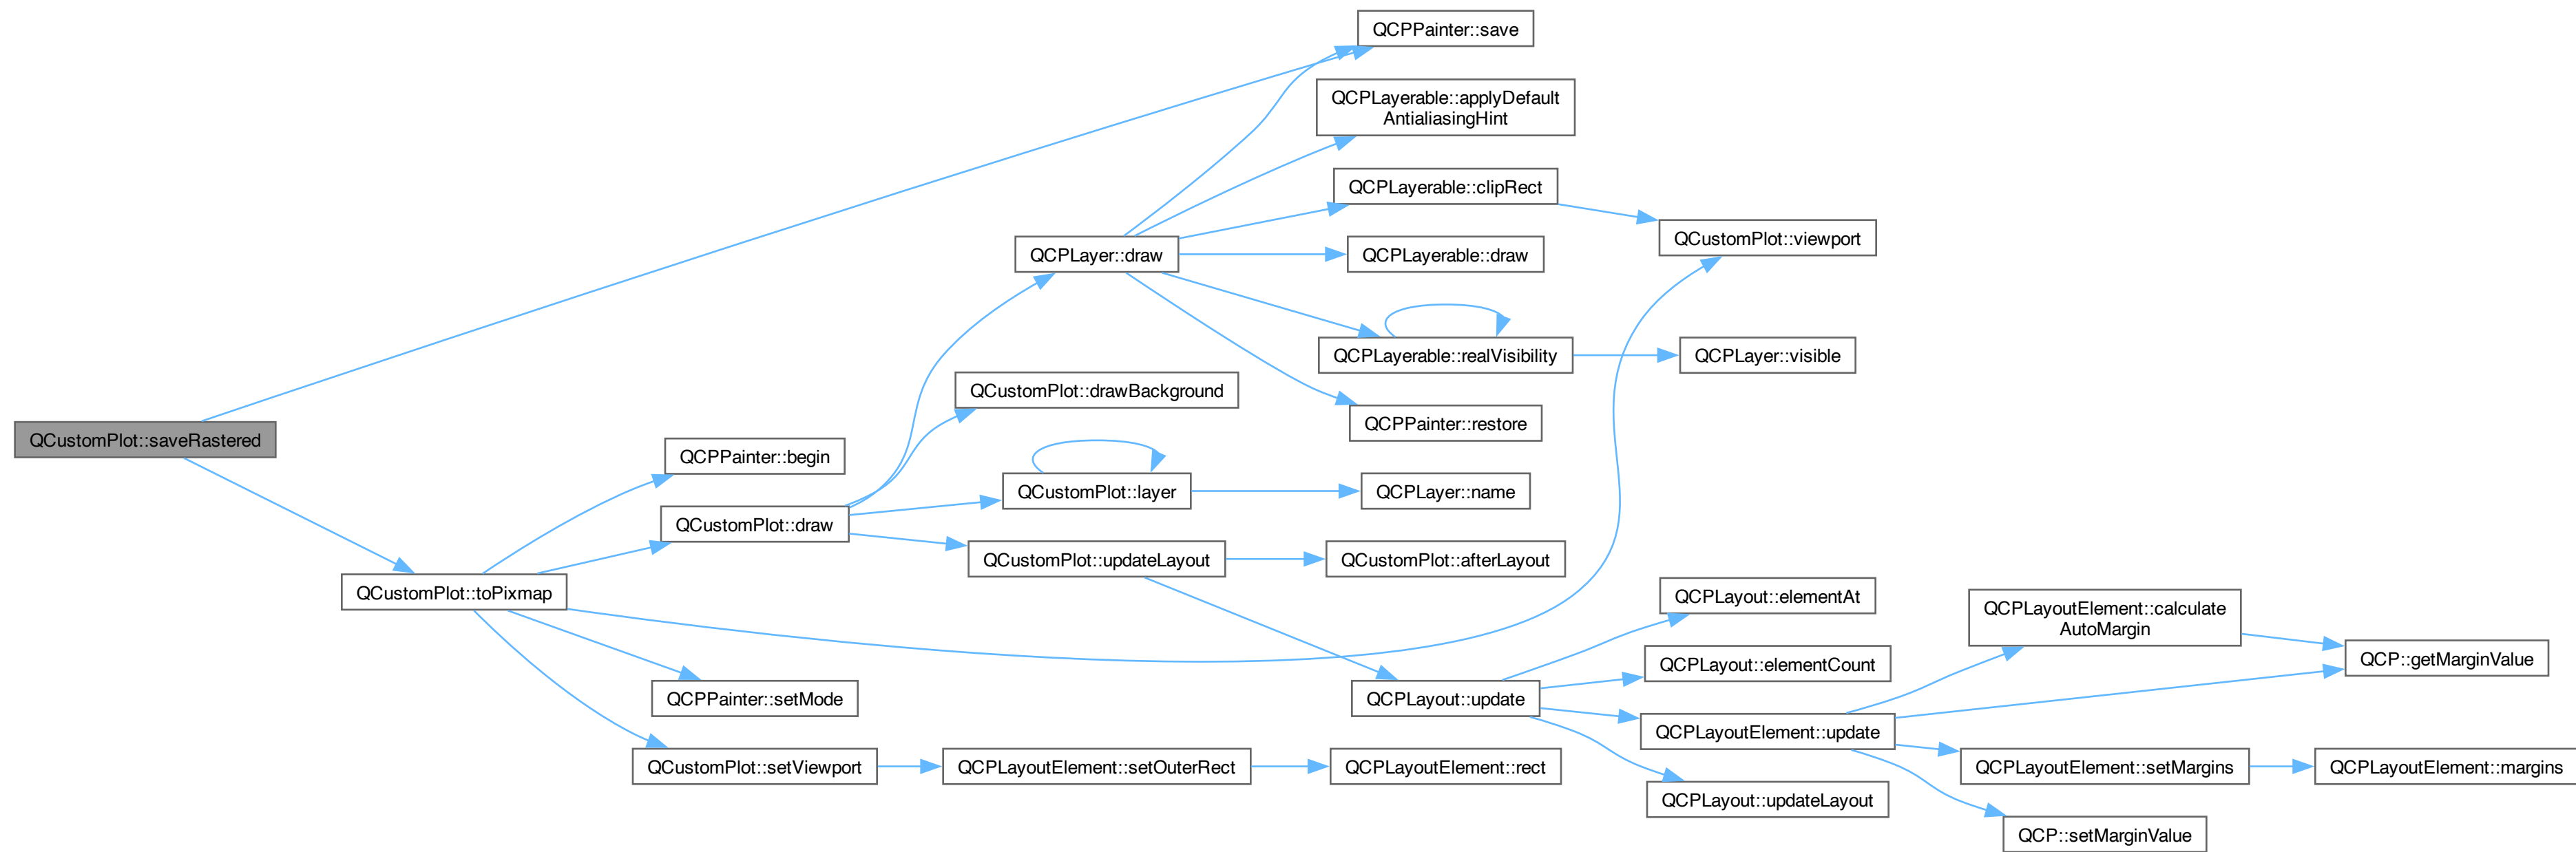 QCPPainter::save
QCPLayerable::applyDefault
AntialiasingHint
QCPLayerable::clipRect
QCustomPlot::viewport
QCPLayer::draw
QCPLayerable::draw
QCPLayerable::realVisibility
QCPLayer::visible
QCustomPlot::drawBackground
QCPPainter::restore
QCustomPlot::saveRastered
QCPPainter::begin
QCustomPlot::layer
QCPLayer::name
QCustomPlot::draw
QCustomPlot::updateLayout
QCustomPlot::afterLayout
QCustomPlot::toPixmap
QCPLayout::elementAt
QCPLayoutElement::calculate
AutoMargin
QCP::getMarginValue
QCPLayout::elementCount
QCPPainter::setMode
QCPLayout::update
QCPLayoutElement::update
QCustomPlot::setViewport
QCPLayoutElement::setOuterRect
QCPLayoutElement::rect
QCPLayoutElement::setMargins
QCPLayoutElement::margins
QCPLayout::updateLayout
QCP::setMarginValue